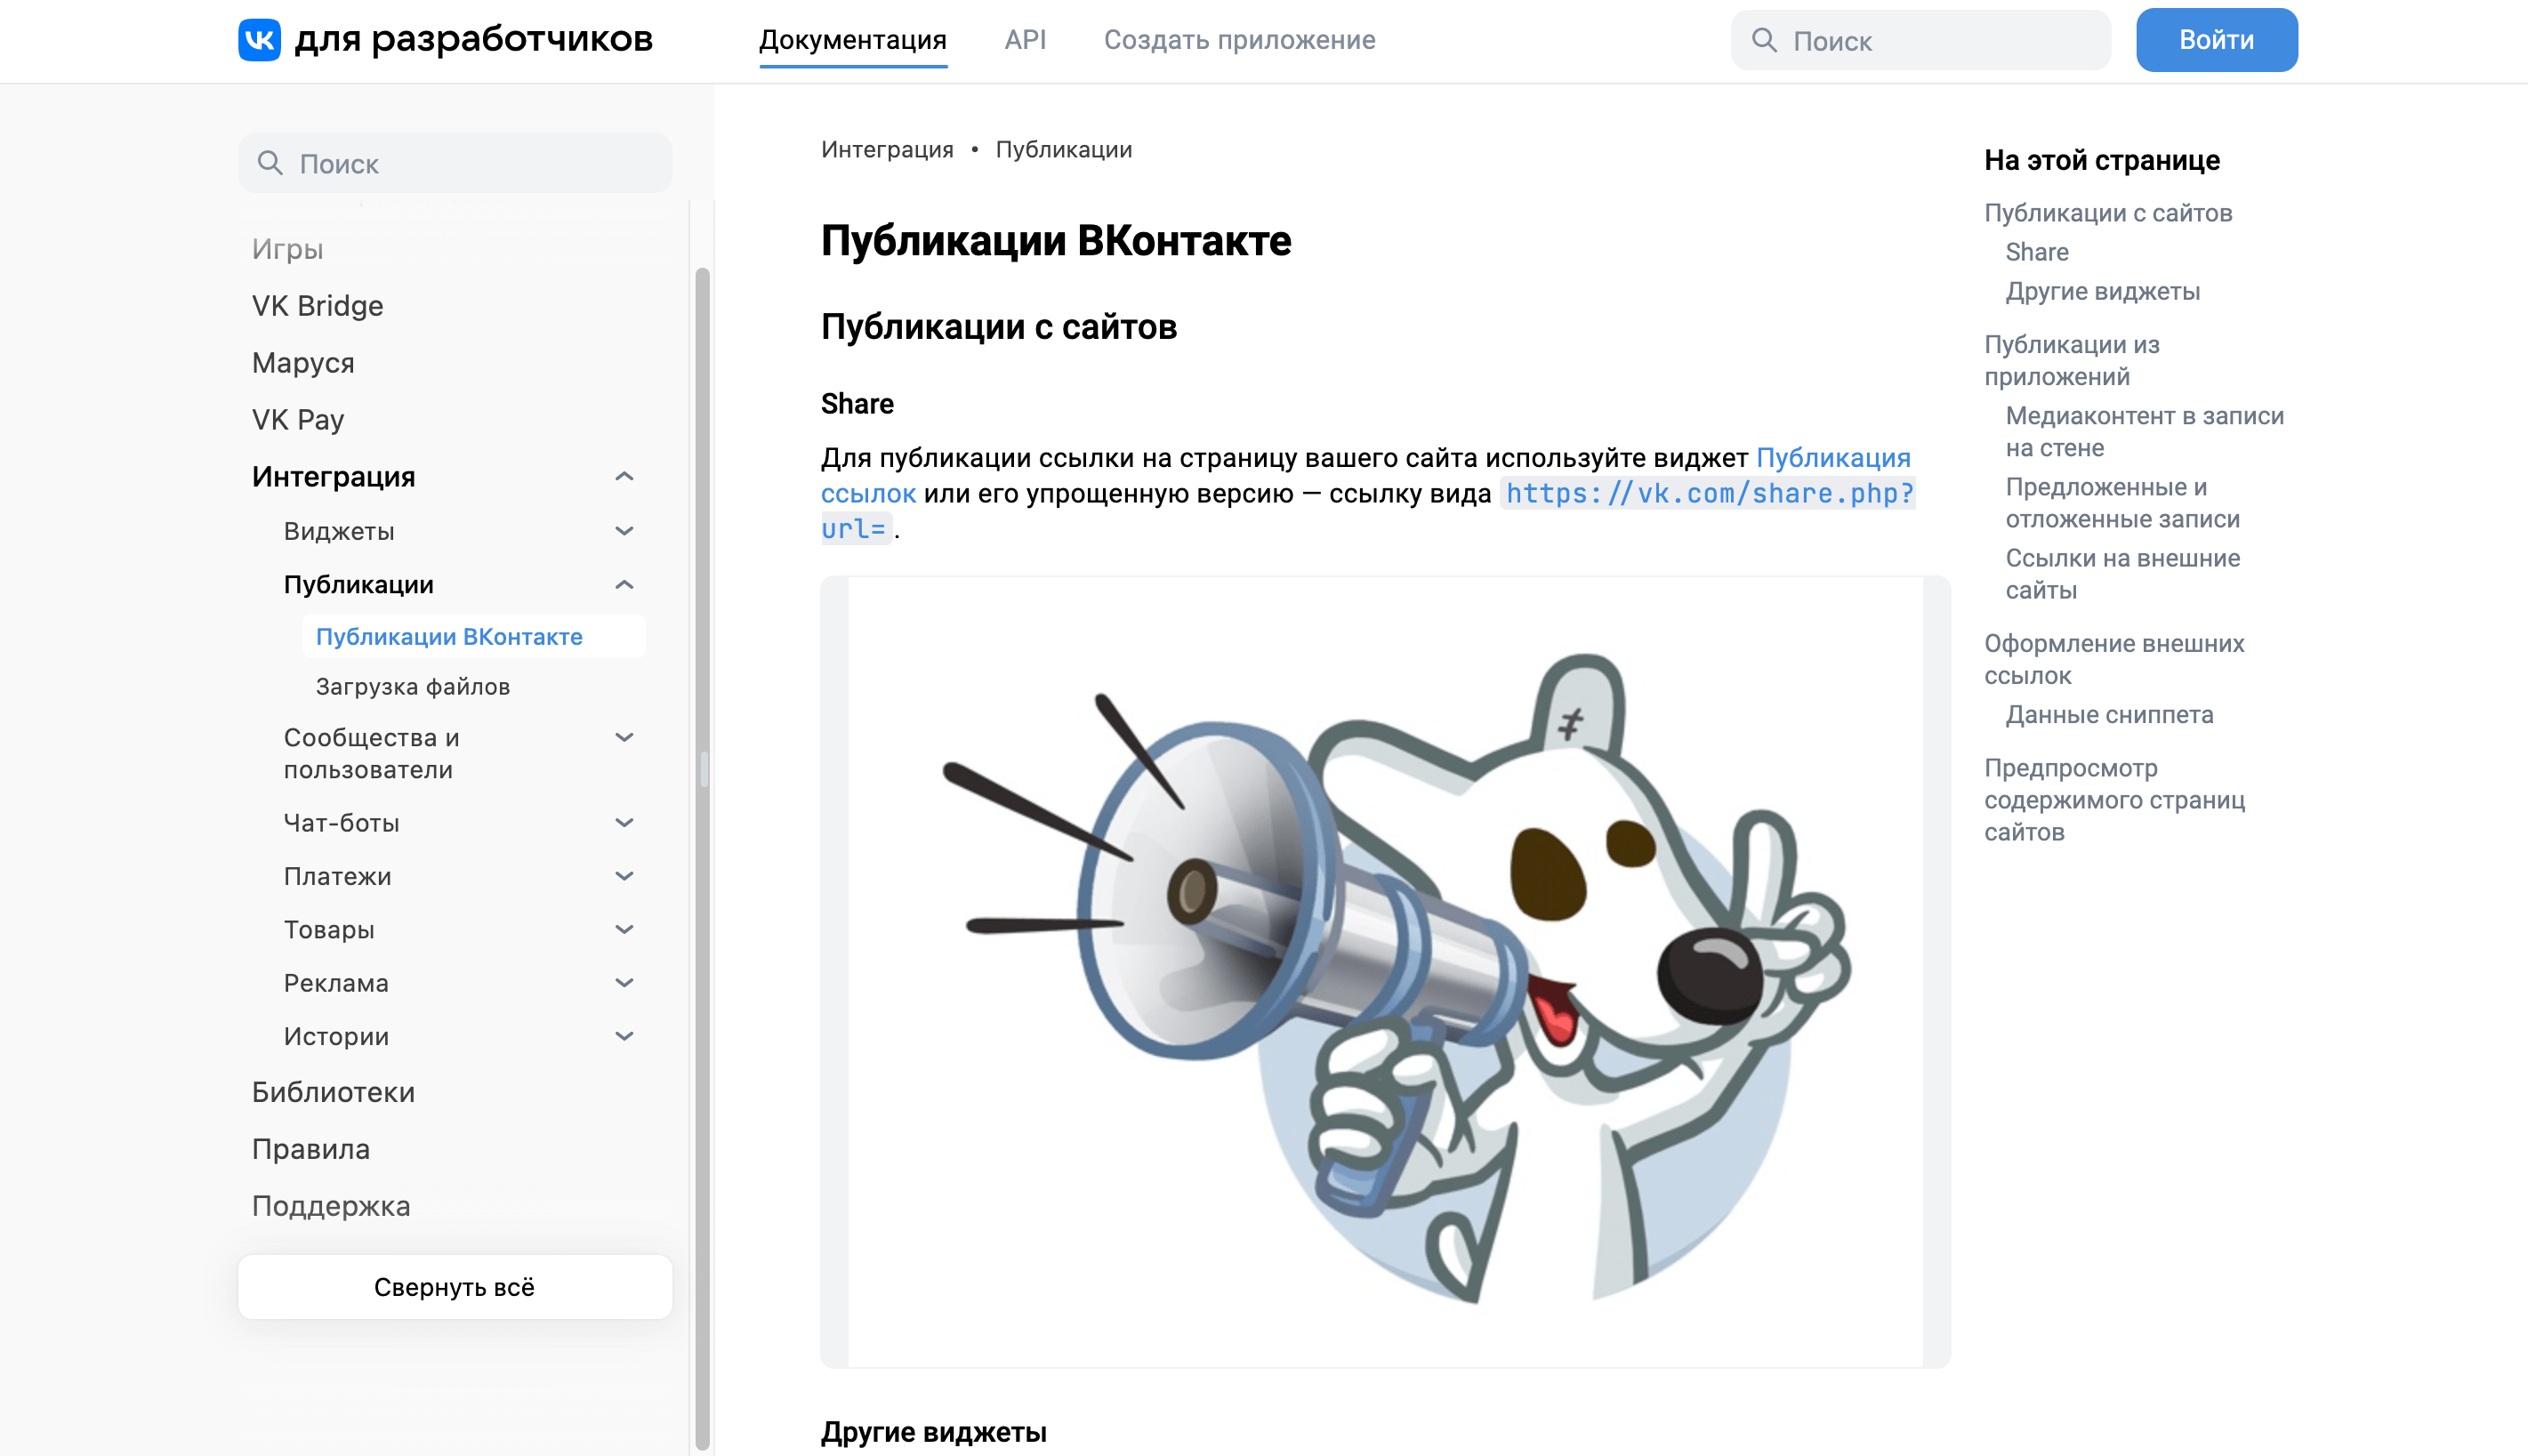 VK для разработчиков
Документация
API
Создать приложение
Поиск
Войти
Поиск
Игры
VK Bridge
Маруся
VK Pay
Интеграция
Виджеты
Публикации
Публикации ВКонтакте
Загрузка файлов
Сообщества и
пользователи
Чат-боты
Платежи
Товары
Реклама
Истории
Библиотеки
Правила
Поддержка
Свернуть всё
Интеграция • Публикации
Публикации ВКонтакте
Публикации с сайтов
Share
Для публикации ссылки на страницу вашего сайта используйте виджет Публикация
ссылок или его упрощенную версию — ссылку вида https://vk.com/share.php?
url= .
Другие виджеты
На этой странице
Публикации с сайтов
Share
Другие виджеты
Публикации из
приложений
Медиаконтент в записи
на стене
Предложенные и
отложенные записи
Ссылки на внешние
сайты
Оформление внешних
ссылок
Данные сниппета
Предпросмотр
содержимого страниц
сайтов